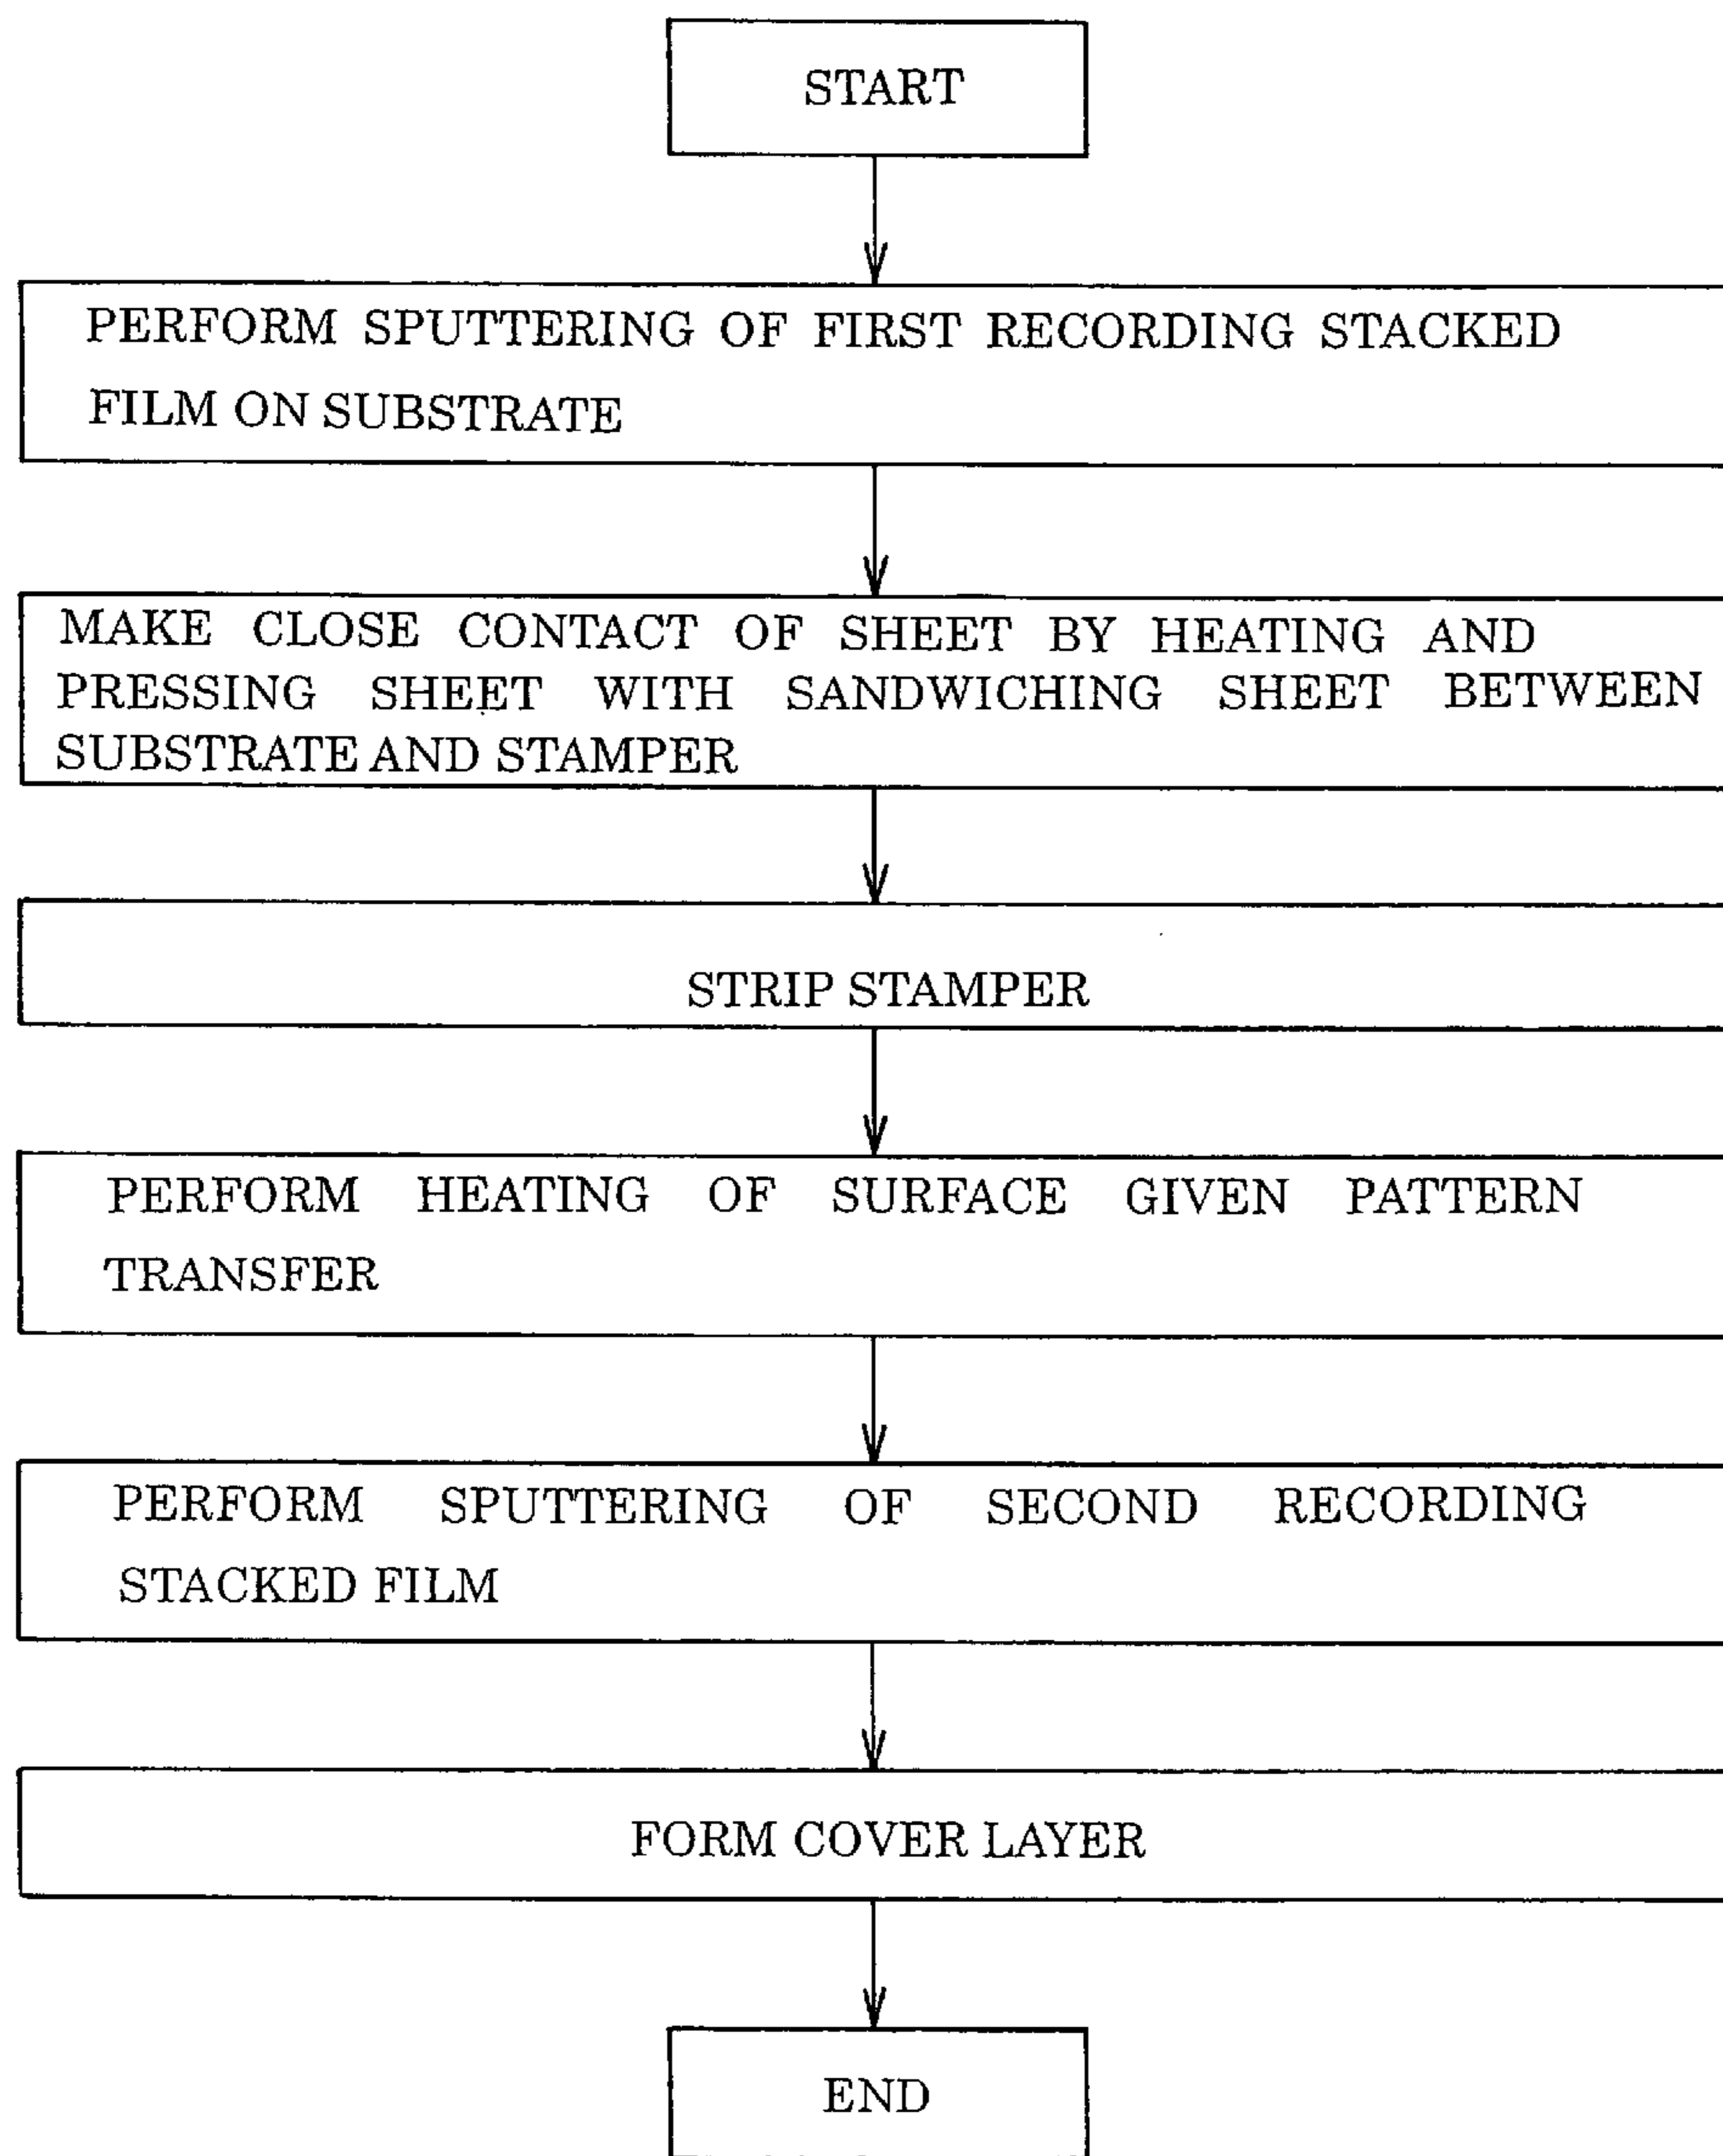 START
PERFORM SPUTTERING OF FIRST RECORDING STACKED
FILM ON SUBSTRATE
MAKE CLOSE CONTACT OF SHEET BY HEATING AND
PRESSING SHEET WITH SANDWICHING SHEET BETWEEN
SUBSTRATE AND STAMPER
STRIP STAMPER
PERFORM HEATING OF SURFACE GIVEN PATTERN
TRANSFER
PERFORM SPUTTERING OF SECOND RECORDING
STACKED FILM
FORM COVER LAYER
END